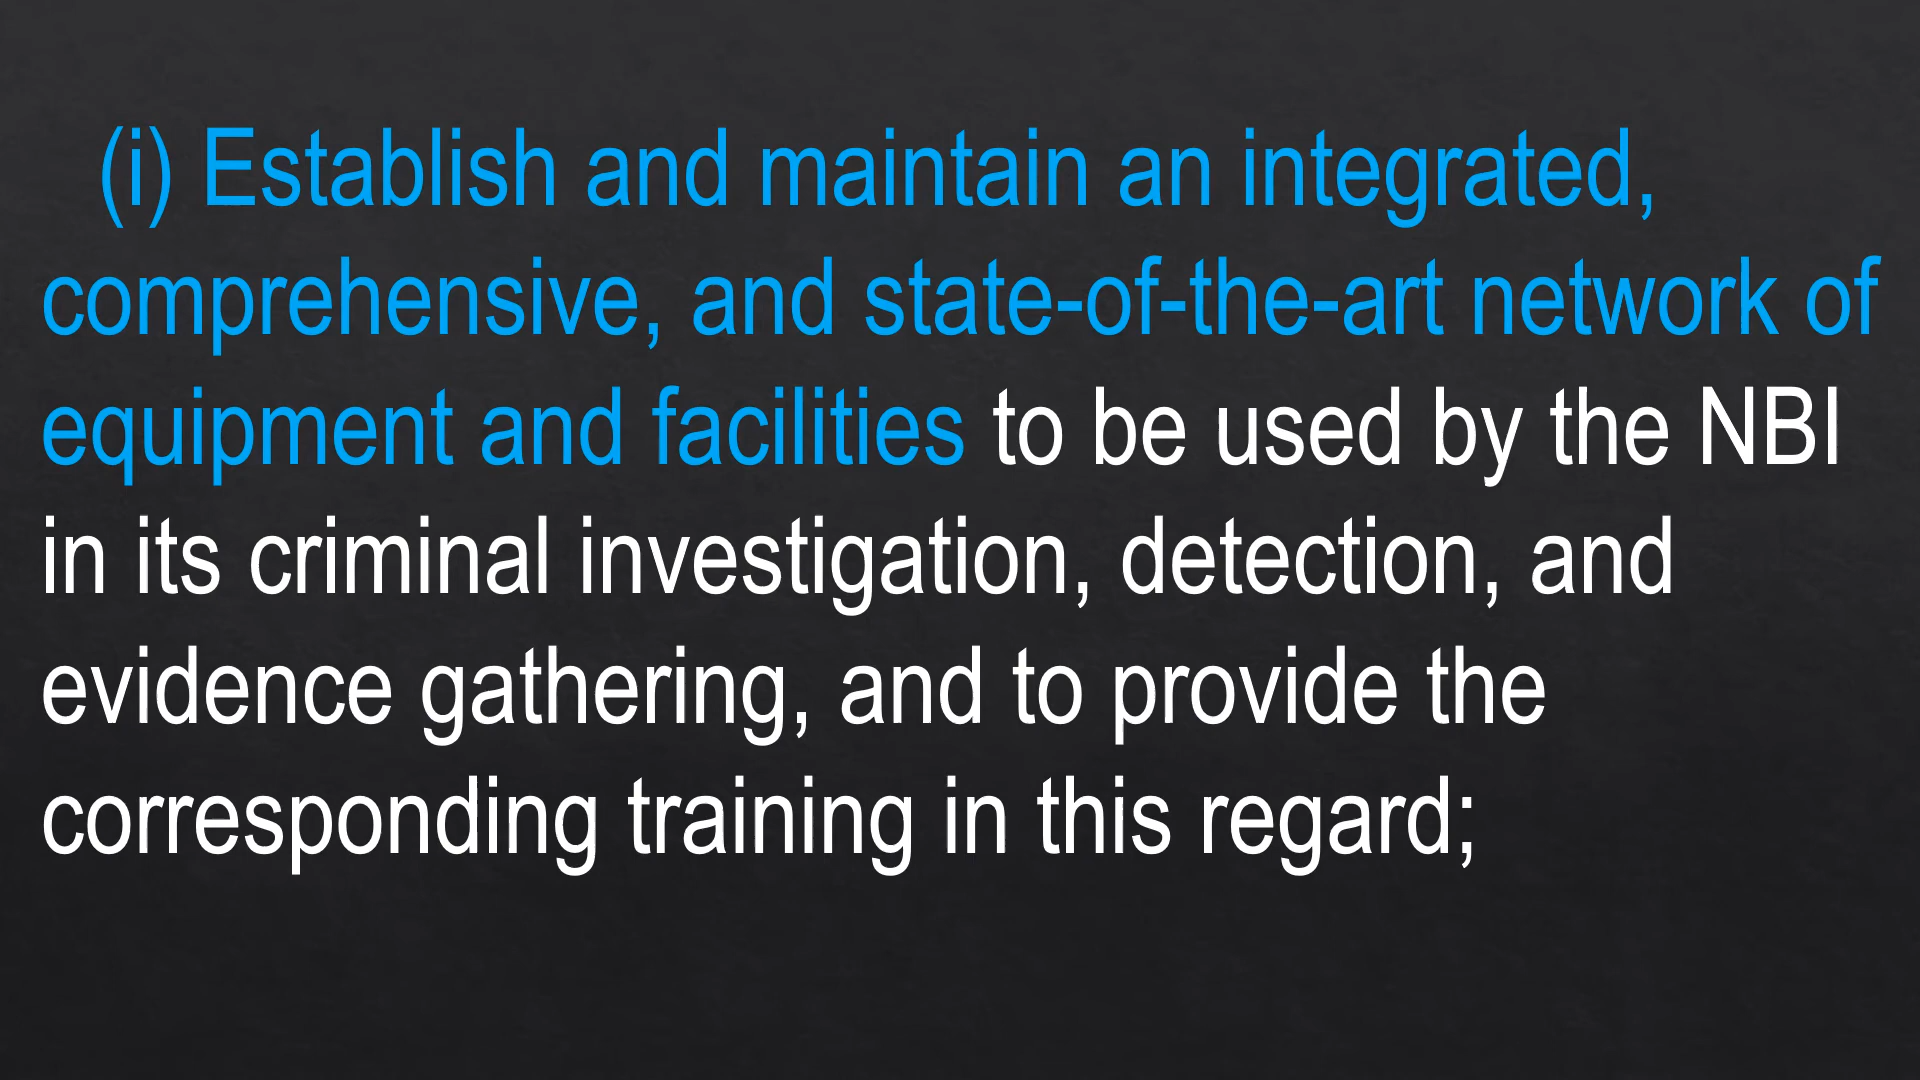 (i) Establish and maintain an integrated,
comprehensive, and state-of-the-art network of
equipment and facilities to be used by the NBI
in its criminal investigation, detection, and
evidence gathering, and to provide the
corresponding training in this regard;